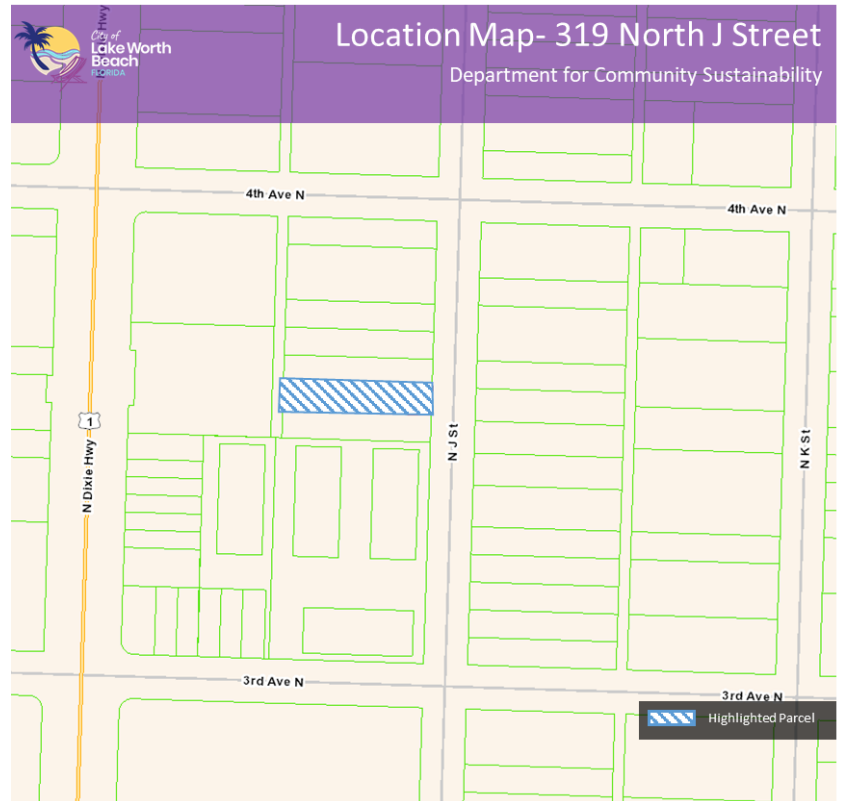 City of
Lake Worth
Beach
FLORIDA
Location Map- 319 North J Street
Department for Community Sustainability
4th Ave N
4th Ave N
1
N Dixie Hwy
N J St
N K St
3rd Ave N
3rd Ave N
Highlighted Parcel